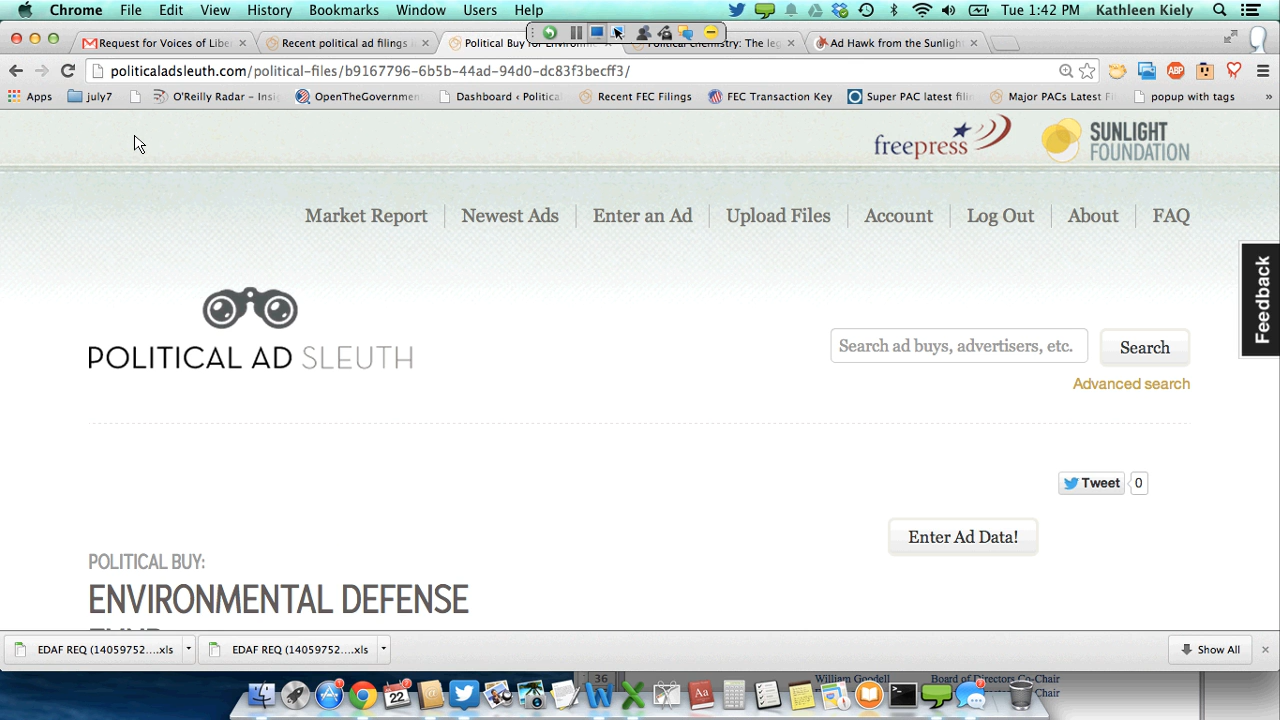 Chrome File Edit View History Bookmarks Window Users Help Tue 1:42 PM Kathleen Kiely
Request for Voices of Libe Recent political ad filings Political Buy: Political chemistry: The leg Ad Hawk from the Sunligh
politicaladsleuth.com/political-files/b9167796-6b5b-44ad-94d0-dc83f3becff3/
ABP
Apps july7 O'Reilly Radar - Insi OpenTheGovernmen Dashboard ‹ Politica Recent FEC Filings FEC Transaction Key Super PAC latest filin Major PACs Latest F popup with tags »
freepress SUNLIGHT
FOUNDATION
Market Report Newest Ads Enter an Ad Upload Files Account Log Out About FAQ
Feedback
POLITICAL AD SLEUTH
Search ad buys, advertisers, etc. Search
Advanced search
Tweet 0
Enter Ad Data!
POLITICAL BUY:
ENVIRONMENTAL DEFENSE
EDAF REQ (14059752....xls EDAF REQ (14059752....xls Show All
36
William Goodell Board of Directors Co-Chair
Chair
22